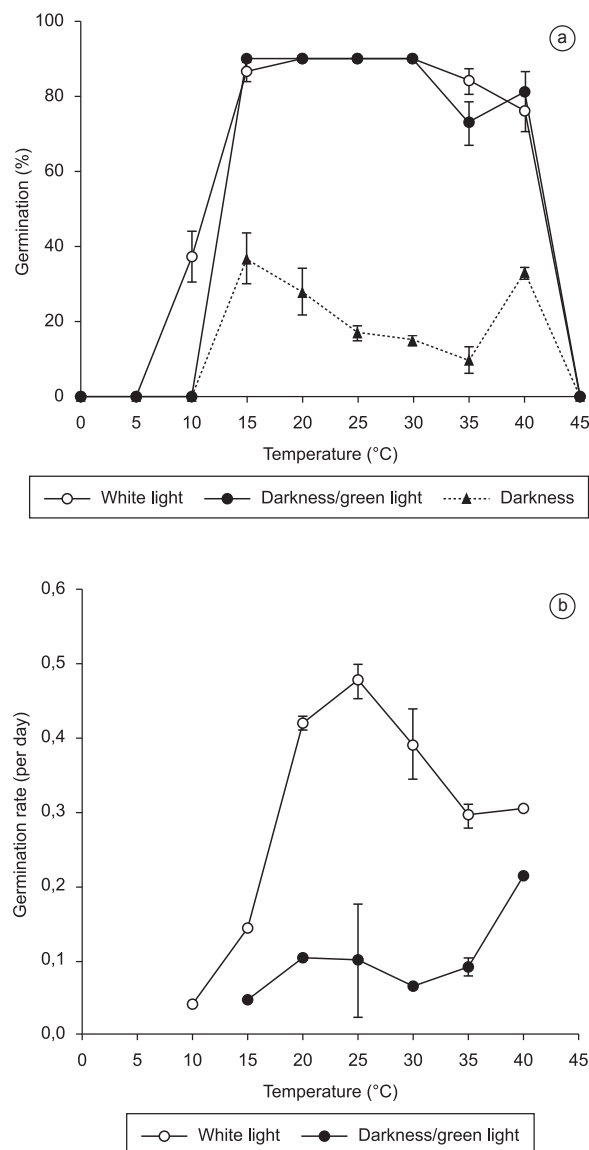 a
100
80
60
40
20
0
Germination (%)
0 5 10 15 20 25 30 35 40 45
Temperature (°C)
White light Darkness/green light Darkness
b
0,6
0,5
0,4
0,3
0,2
0,1
0,0
Germination rate (per day)
0 5 10 15 20 25 30 35 40 45
Temperature (°C)
White light Darkness/green light